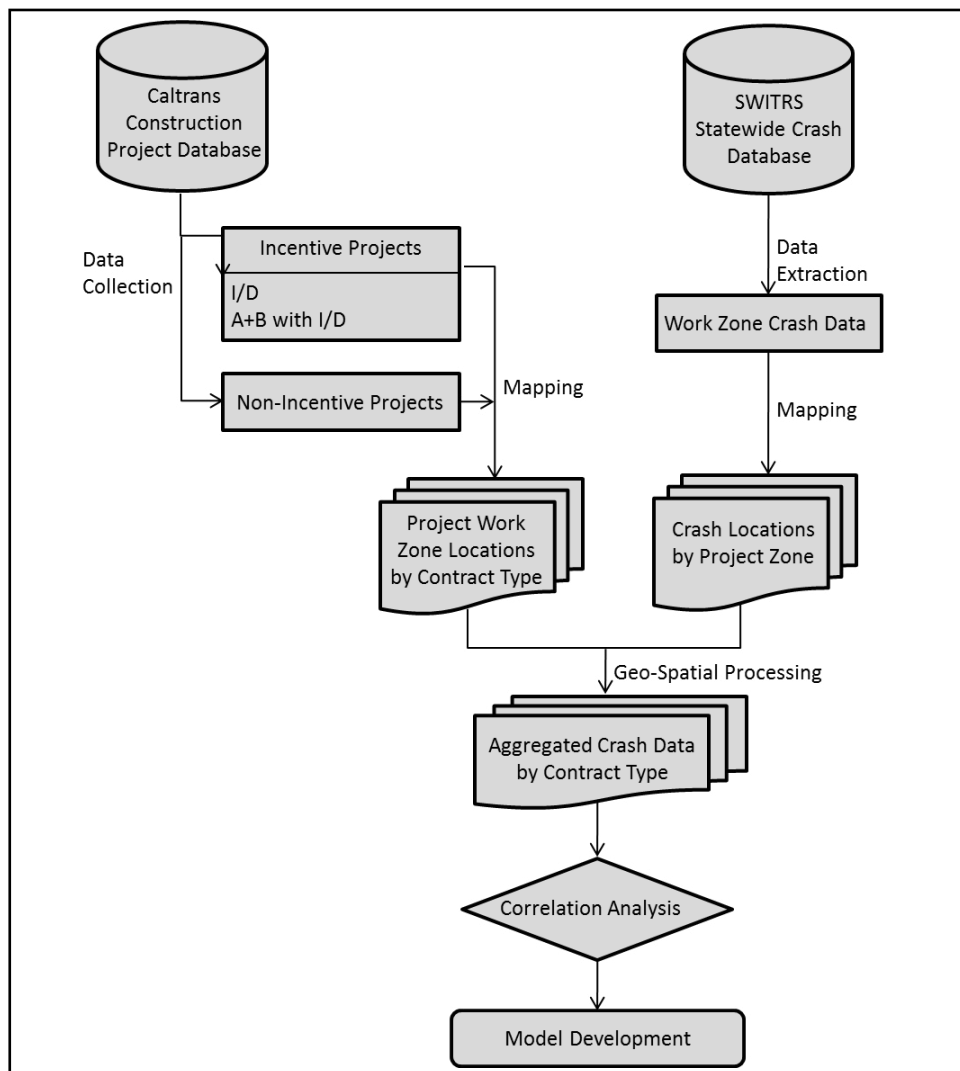 Caltrans
Construction
Project Database
SWITRS
Statewide Crash
Database
Data
Collection
Incentive Projects
I/D
A+B with I/D
Non-Incentive Projects
Mapping
Data
Extraction
Work Zone Crash Data
Mapping
Project Work
Zone Locations
by Contract Type
Crash Locations
by Project Zone
Geo-Spatial Processing
Aggregated Crash Data
by Contract Type
Correlation Analysis
Model Development